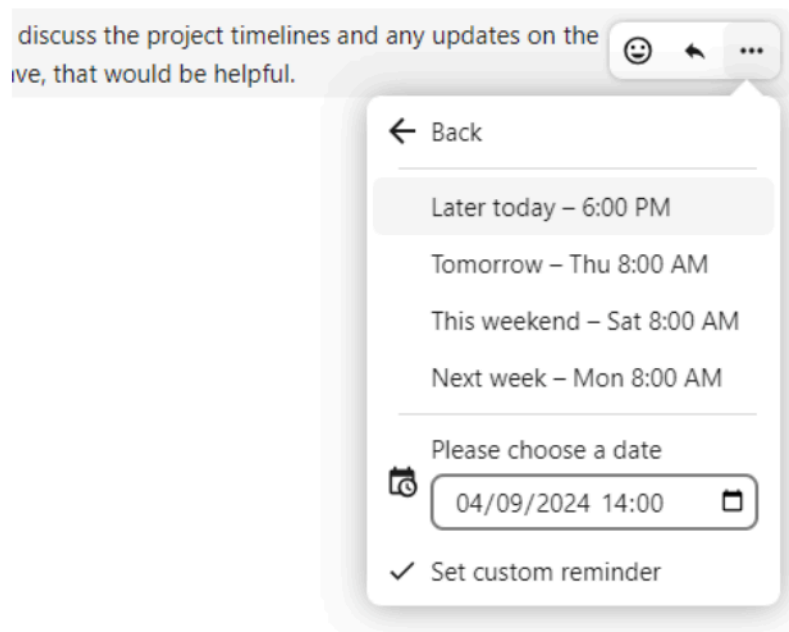 discuss the project timelines and any updates on the
that would be helpful.
Back
Later today – 6:00 PM
Tomorrow – Thu 8:00 AM
This weekend – Sat 8:00 AM
Next week – Mon 8:00 AM
Please choose a date
04/09/2024 14:00
Set custom reminder